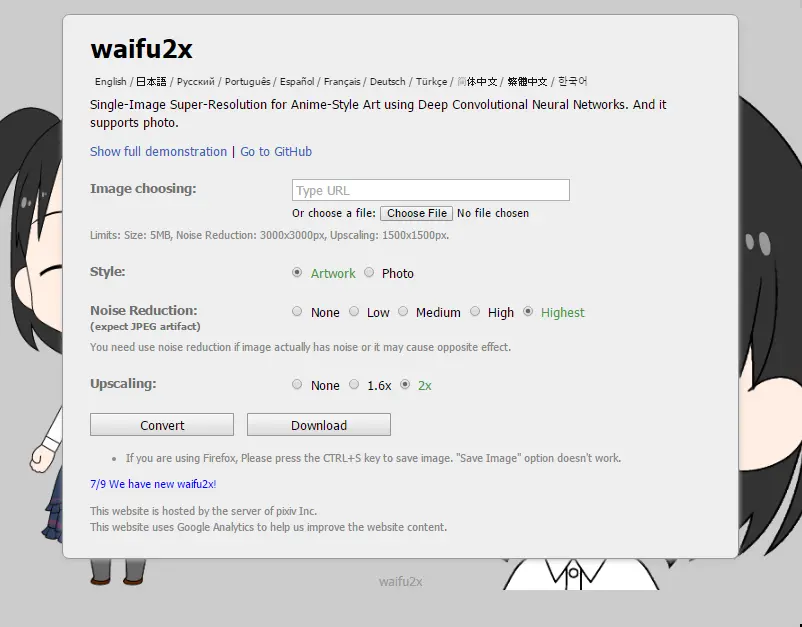 waifu2x
English / 日本語 / Русский / Português / Español / Français / Deutsch / Türkçe / 简体中文 / 繁體中文 / 한국어
Single-Image Super-Resolution for Anime-Style Art using Deep Convolutional Neural Networks. And it
supports photo.
Show full demonstration | Go to GitHub
Image choosing:
Type URL
Or choose a file: Choose File No file chosen
Limits: Size: 5MB, Noise Reduction: 3000x3000px, Upscaling: 1500x1500px.
Style: Artwork Photo
Noise Reduction: None Low Medium High Highest
(expect JPEG artifact)
You need use noise reduction if image actually has noise or it may cause opposite effect.
Upscaling: None 1.6x 2x
Convert Download
• If you are using Firefox, Please press the CTRL+S key to save image. "Save Image" option doesn't work.
7/9 We have new waifu2x!
This website is hosted by the server of pixiv Inc.
This website uses Google Analytics to help us improve the website content.
waifu2x